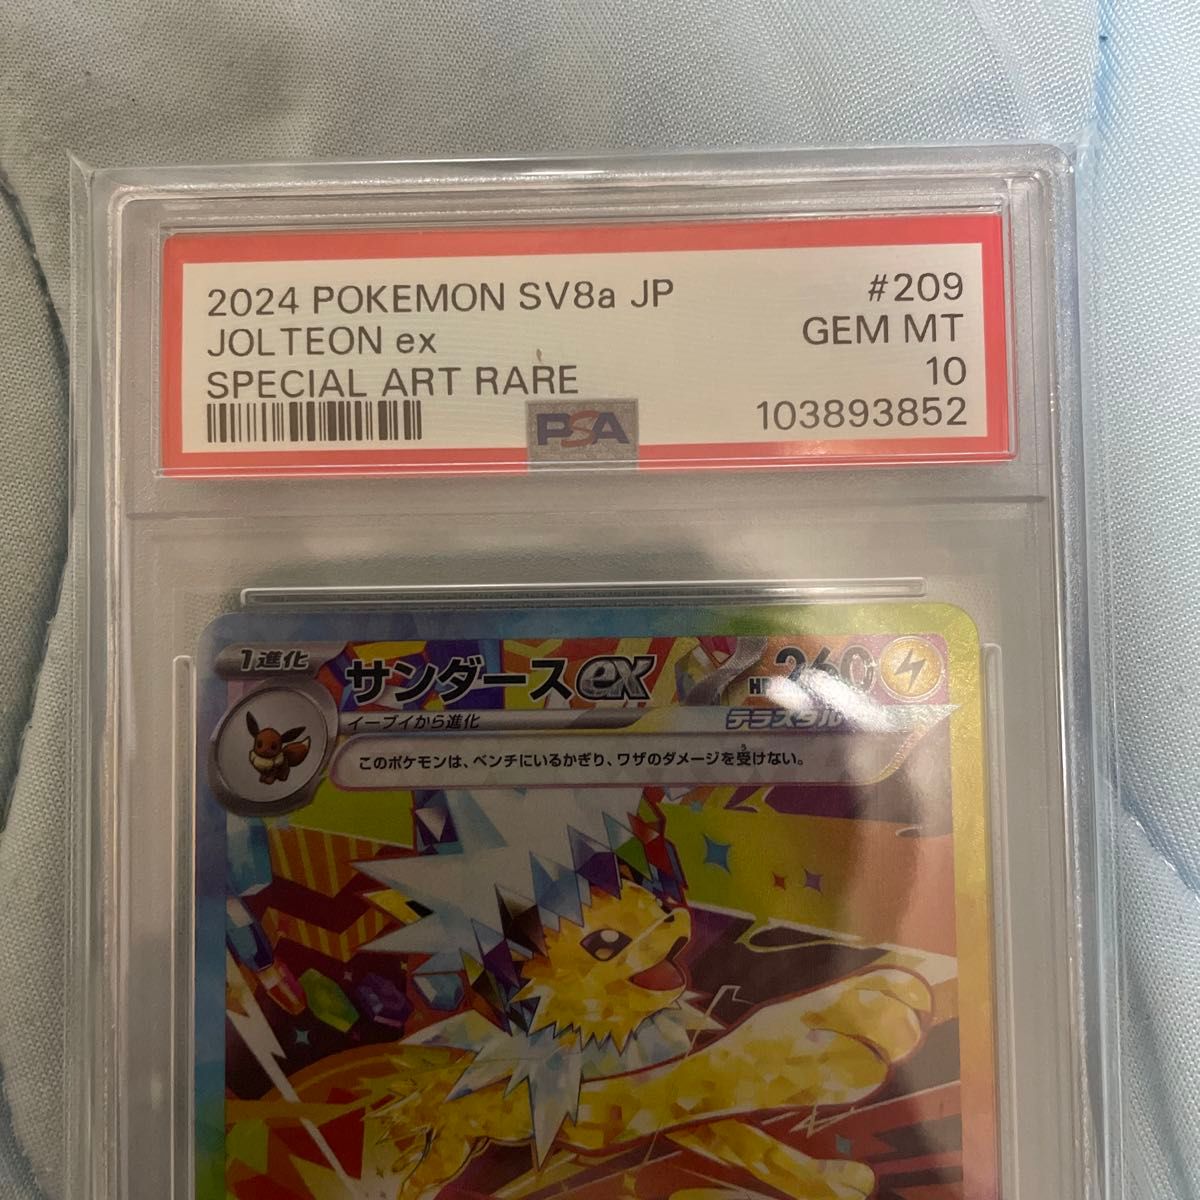 2024 POKEMON SV8a JP #209
JOLTEON ex GEM MT
SPECIAL ART RARE 10
PSA 103893852
1進化 サンダースex HP 260
イーブイから進化 テラスタル
このポケモンは、ベンチにいるかぎり、ワザのダメージを受けない。